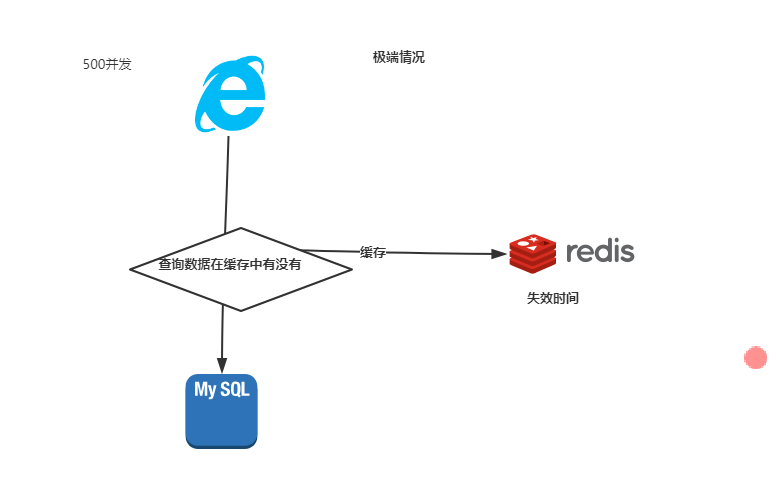 极端情况
500并发
查询数据在缓存中有没有
缓存
redis
失效时间
My SQL